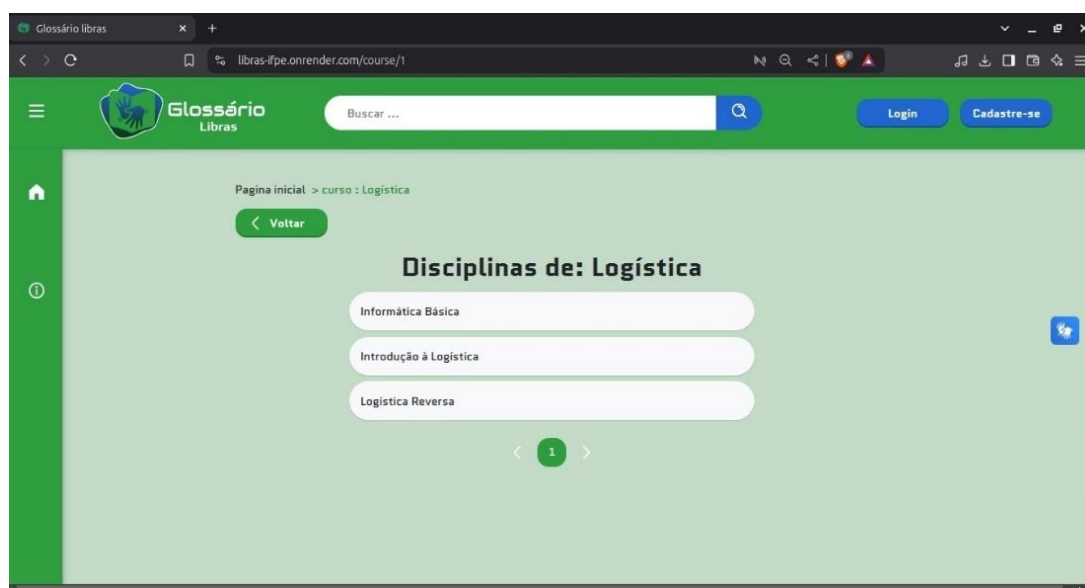 Glossário libras
libras-ifpe.onrender.com/course/1
Glossário
Libras
Buscar ...
Login
Cadastre-se
Pagina inicial > curso : Logística
Voltar
Disciplinas de: Logística
Informática Básica
Introdução à Logística
Logística Reversa
1